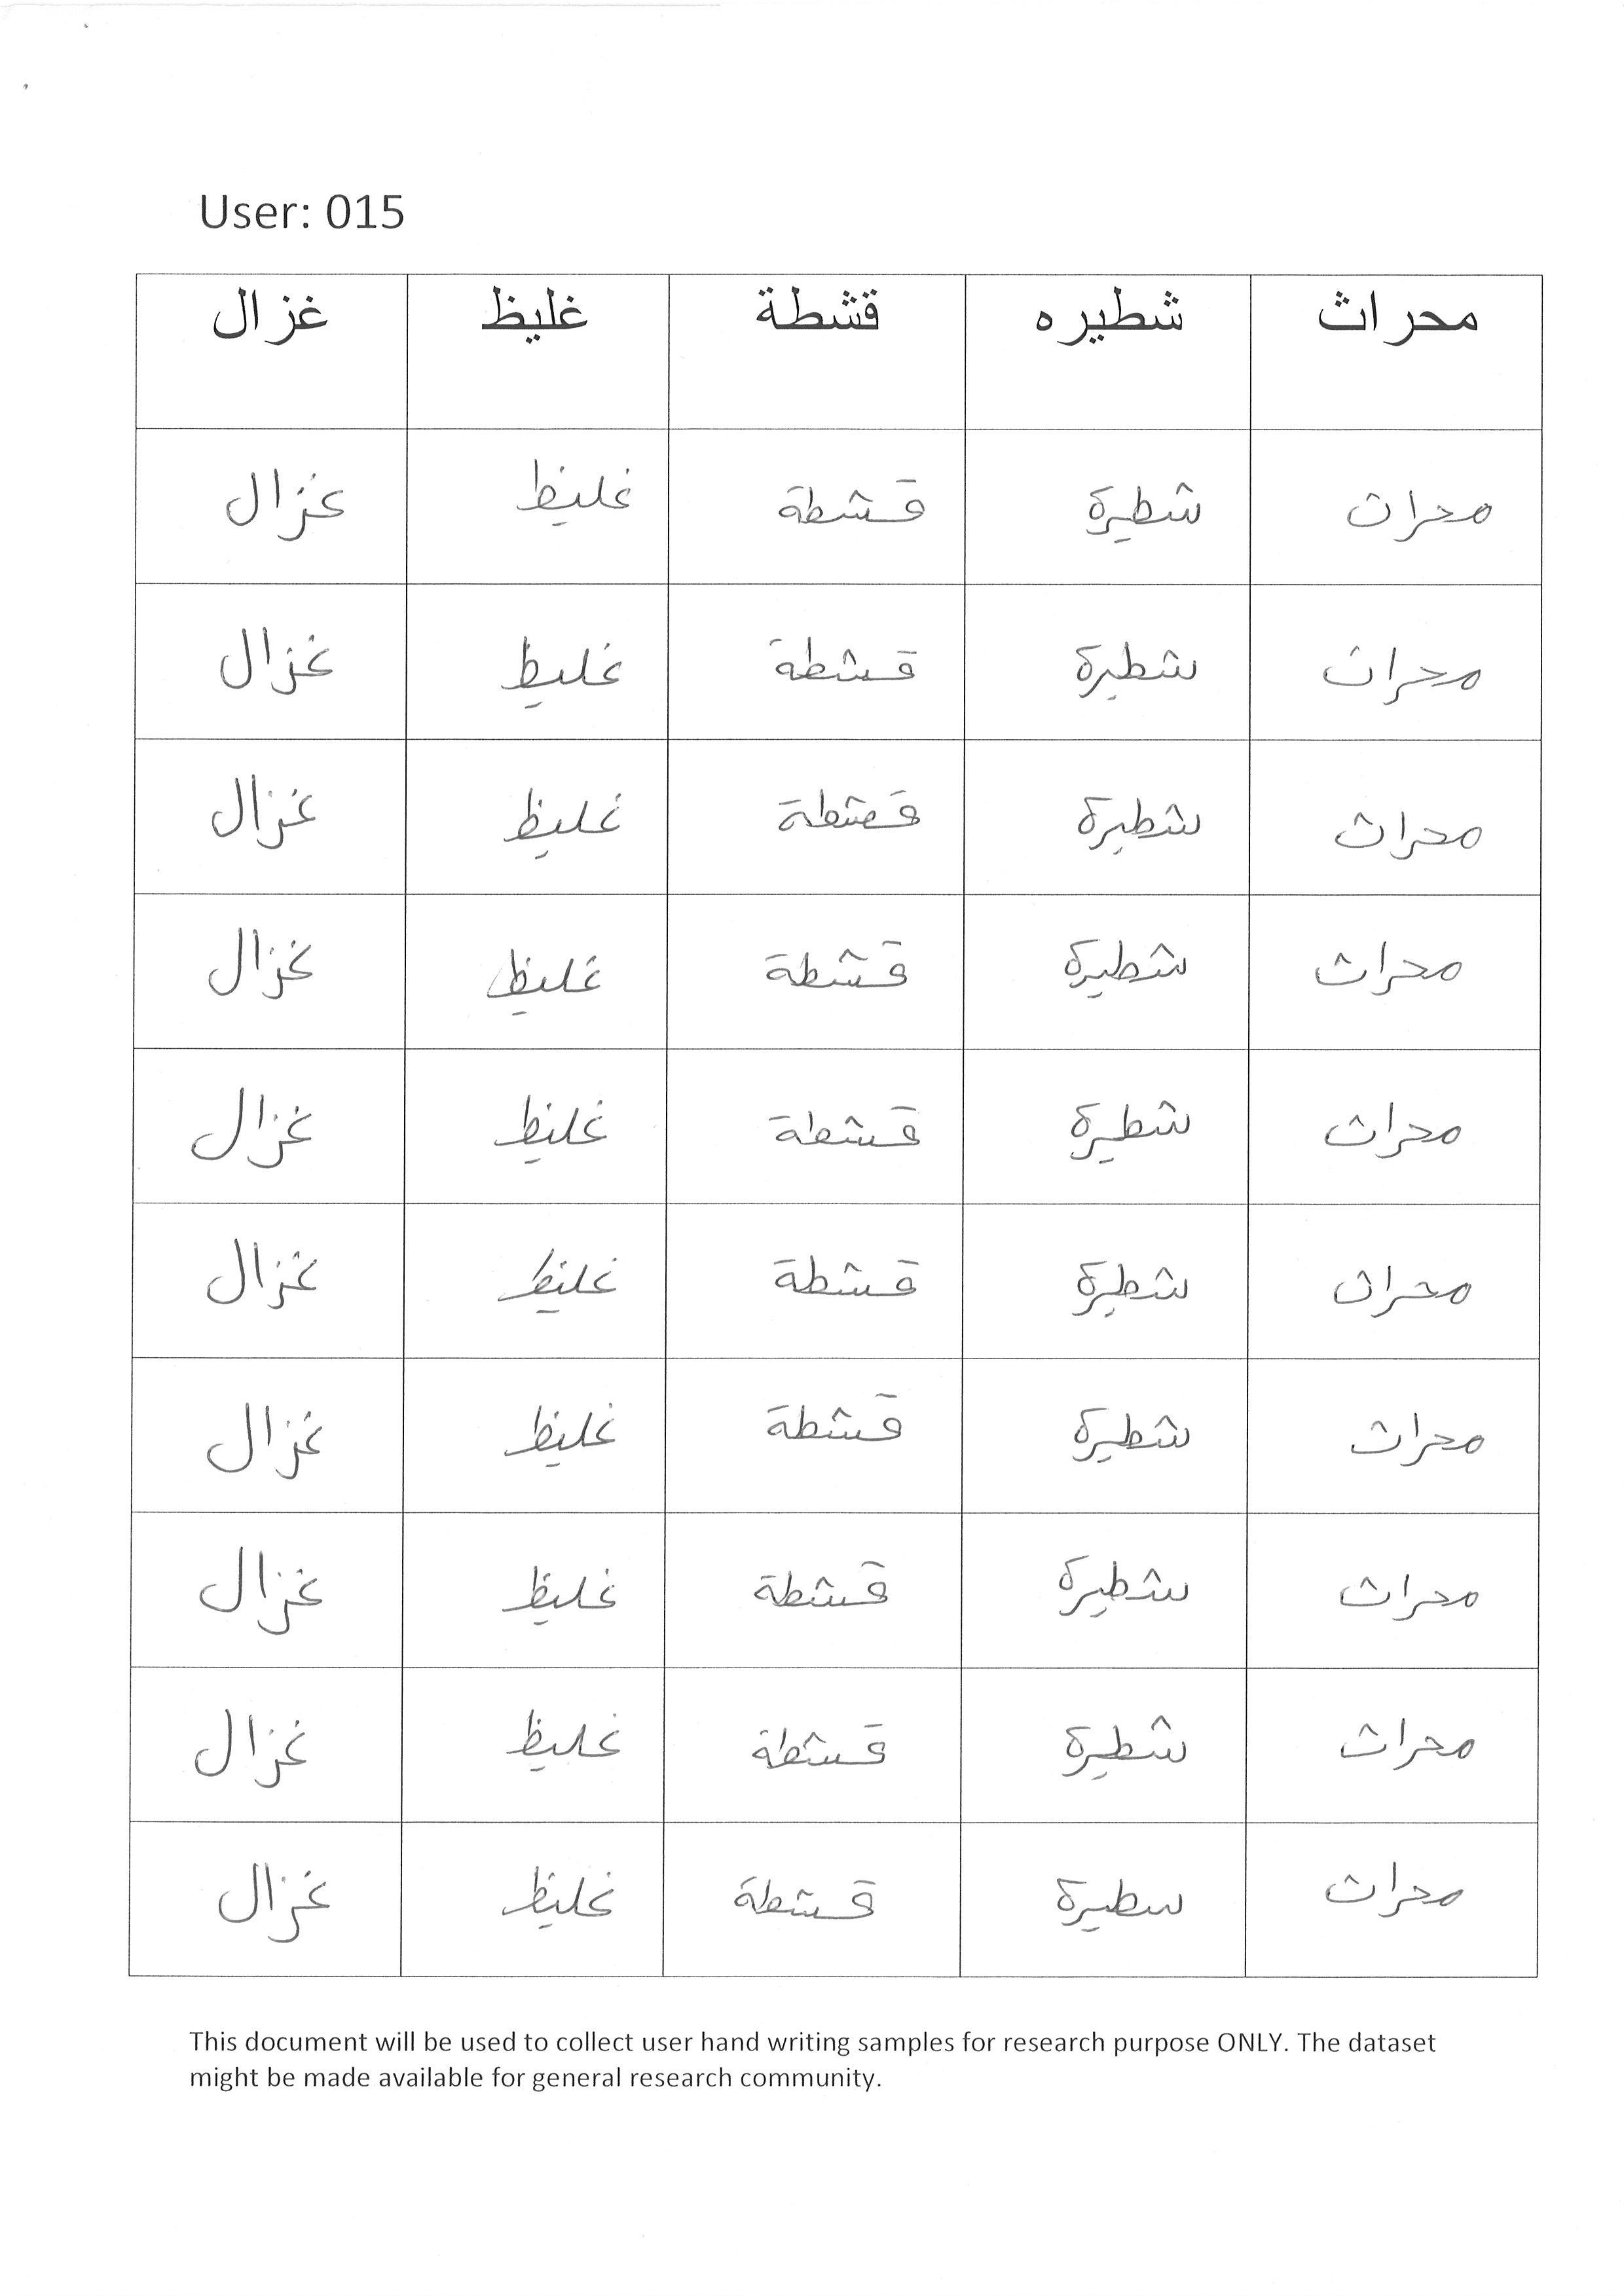 User: 015
محراث شطيره قشطة غليظ غزال
محراث شطيرة قشطة غليظ غزال
محراث شطيرة قشطة غليظ غزال
محراث شطيرة قشطة غليظ غزال
محراث شطيرة قشطة غليظ غزال
محراث شطيرة قشطة غليظ غزال
محراث شطيرة قشطة غليظ غزال
محراث شطيرة قشطة غليظ غزال
محراث شطيرة قشطة غليظ غزال
محراث شطيرة قشطة غليظ غزال
محراث سطيرة قشطة غليظ غزال
This document will be used to collect user hand writing samples for research purpose ONLY. The dataset
might be made available for general research community.